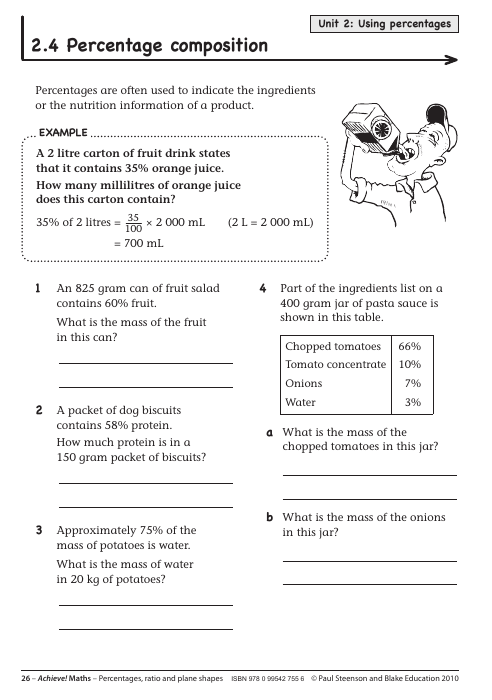 Unit 2: Using percentages
2.4 Percentage composition
Percentages are often used to indicate the ingredients
or the nutrition information of a product.
EXAMPLE
A 2 litre carton of fruit drink states
that it contains 35% orange juice.
How many millilitres of orange juice
does this carton contain?
35% of 2 litres = 35/100 × 2 000 mL (2 L = 2 000 mL)
= 700 mL
1 An 825 gram can of fruit salad
contains 60% fruit.
What is the mass of the fruit
in this can?
2 A packet of dog biscuits
contains 58% protein.
How much protein is in a
150 gram packet of biscuits?
3 Approximately 75% of the
mass of potatoes is water.
What is the mass of water
in 20 kg of potatoes?
4 Part of the ingredients list on a
400 gram jar of pasta sauce is
shown in this table.
Chopped tomatoes 66%
Tomato concentrate 10%
Onions 7%
Water 3%
a What is the mass of the
chopped tomatoes in this jar?
b What is the mass of the onions
in this jar?
26 – Achieve! Maths – Percentages, ratio and plane shapes ISBN 978 0 99542 755 6 © Paul Steenson and Blake Education 2010